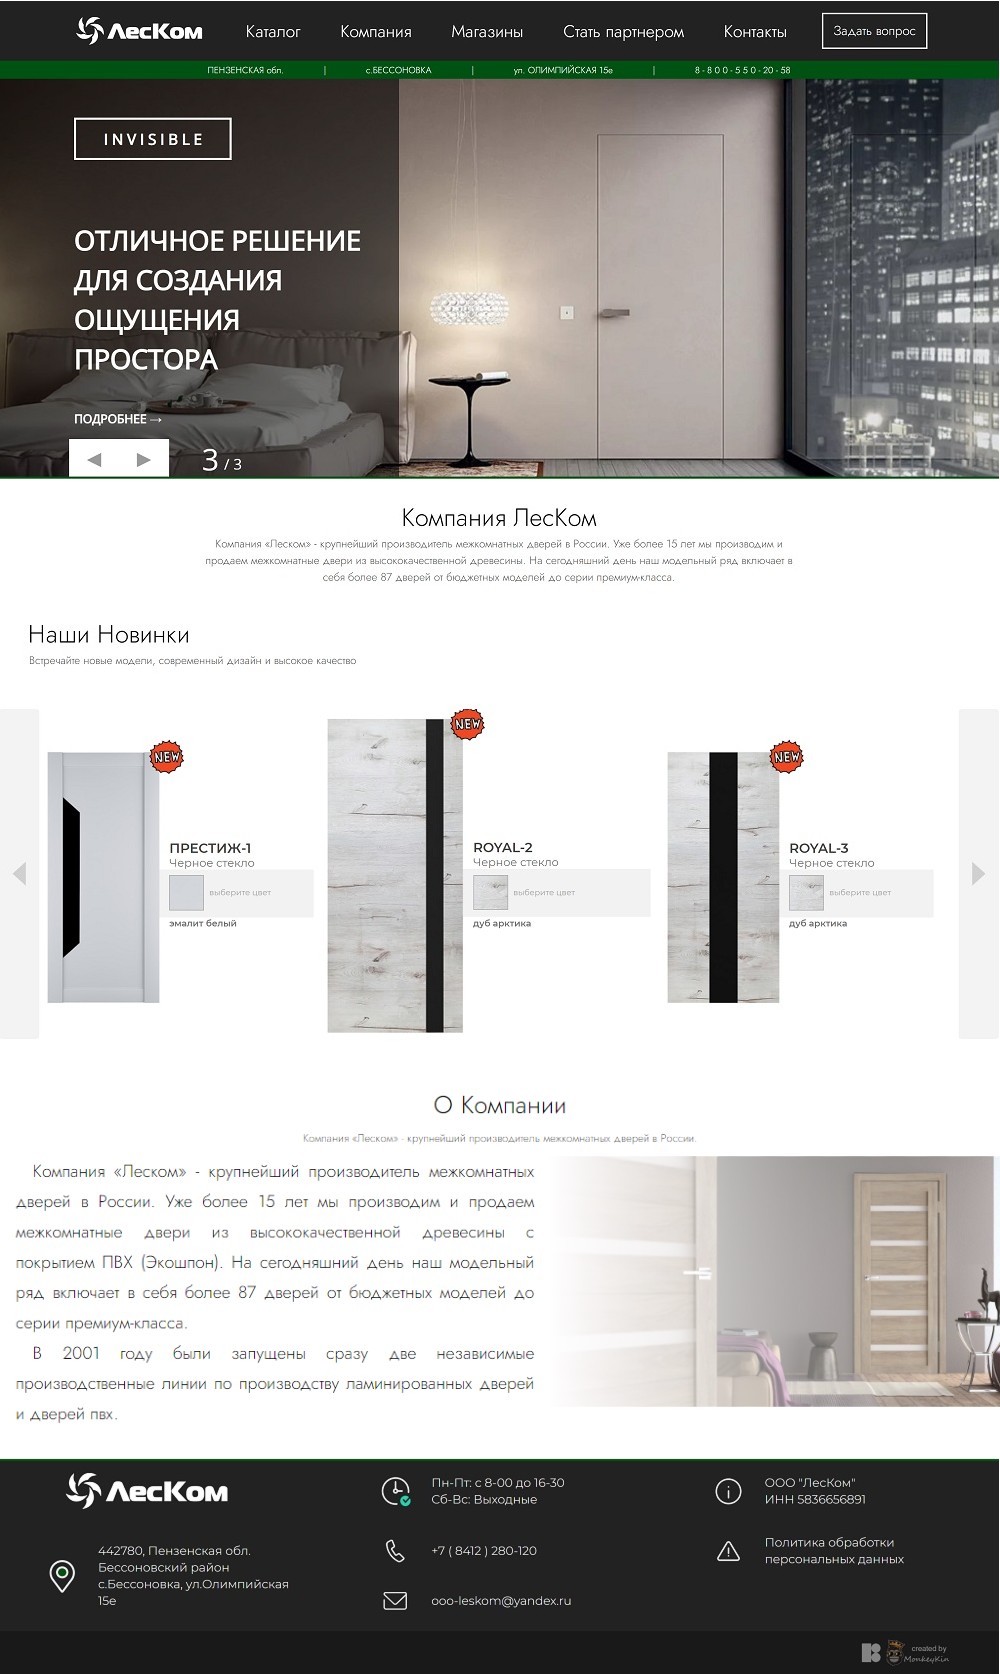 ЛесКом
Каталог
Компания
Магазины
Стать партнером
Контакты
Задать вопрос
ПЕНЗЕНСКАЯ обл. | с.БЕССОНОВКА | ул. ОЛИМПИЙСКАЯ 15е | 8 - 8 0 0 - 5 5 0 - 20 - 58
INVISIBLE
ОТЛИЧНОЕ РЕШЕНИЕ
ДЛЯ СОЗДАНИЯ
ОЩУЩЕНИЯ
ПРОСТОРА
ПОДРОБНЕЕ→
3 / 3
Компания ЛесКом
Компания «Леском» - крупнейший производитель межкомнатных дверей в России. Уже более 15 лет мы производим и
продаем межкомнатные двери из высококачественной древесины. На сегодняшний день наш модельный ряд включает в
себя более 87 дверей от бюджетных моделей до серии премиум-класса.
Наши Новинки
Встречайте новые модели, современный дизайн и высокое качество
NEW
ПРЕСТИЖ-1
Черное стекло
выберите цвет
эмалит белый
NEW
ROYAL-2
Черное стекло
выберите цвет
дуб арктика
NEW
ROYAL-3
Черное стекло
выберите цвет
дуб арктика
О Компании
Компания «Леском» - крупнейший производитель межкомнатных дверей в России.
Компания «Леском» - крупнейший производитель межкомнатных
дверей в России. Уже более 15 лет мы производим и продаем
межкомнатные двери из высококачественной древесины с
покрытием ПВХ (Экошпон). На сегодняшний день наш модельный
ряд включает в себя более 87 дверей от бюджетных моделей до
серии премиум-класса.
В 2001 году были запущены сразу две независимые
производственные линии по производству ламинированных дверей
и дверей пвх.
ЛесКом
442780, Пензенская обл.
Бессоновский район
с.Бессоновка, ул.Олимпийская
15е
Пн-Пт: с 8-00 до 16-30
Сб-Вс: Выходные
+7 ( 8412 ) 280-120
ooo-leskom@yandex.ru
ООО "ЛесКом"
ИНН 5836656891
Политика обработки
персональных данных
created by
MonkeyKin